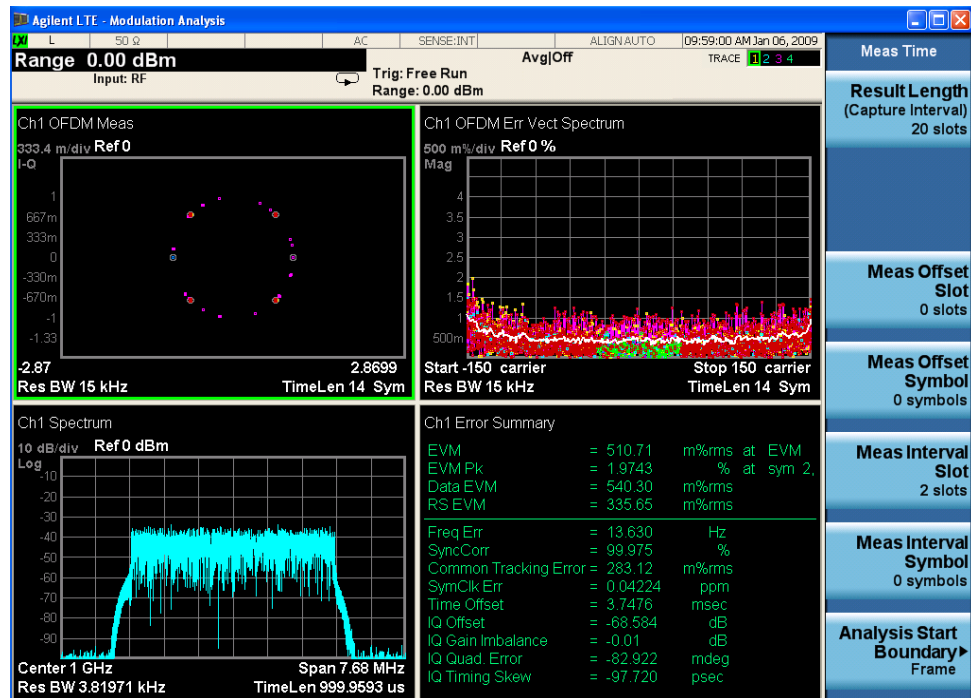 Agilent LTE - Modulation Analysis
LXI L 50 Ω AC SENSE:INT ALIGN AUTO 09:59:00 AM Jan 06, 2009
Range 0.00 dBm
Input: RF
Trig: Free Run
Range: 0.00 dBm
Avg|Off
TRACE 1 2 3 4
Ch1 OFDM Meas
333.4 m/div Ref 0
I-Q
1
667m
333m
0
-330m
-670m
-1
-1.33
-2.87 2.8699
Res BW 15 kHz TimeLen 14 Sym
Ch1 OFDM Err Vect Spectrum
500 m%/div Ref 0 %
Mag
4
3.5
3
2.5
2
1.5
1
500m
Start -150 carrier Stop 150 carrier
Res BW 15 kHz TimeLen 14 Sym
Ch1 Spectrum
10 dB/div Ref 0 dBm
Log
-10
-20
-30
-40
-50
-60
-70
-80
-90
Center 1 GHz Span 7.68 MHz
Res BW 3.81971 kHz TimeLen 999.9593 us
Ch1 Error Summary
EVM = 510.71 m%rms at EVM
EVM Pk = 1.9743 % at sym 2,
Data EVM = 540.30 m%rms
RS EVM = 335.65 m%rms
Freq Err = 13.630 Hz
SyncCorr = 99.975 %
Common Tracking Error = 283.12 m%rms
SymClk Err = 0.04224 ppm
Time Offset = 3.7476 msec
IQ Offset = -68.584 dB
IQ Gain Imbalance = -0.01 dB
IQ Quad. Error = -82.922 mdeg
IQ Timing Skew = -97.720 psec
Meas Time
Result Length
(Capture Interval)
20 slots
Meas Offset
Slot
0 slots
Meas Offset
Symbol
0 symbols
Meas Interval
Slot
2 slots
Meas Interval
Symbol
0 symbols
Analysis Start
Boundary
Frame